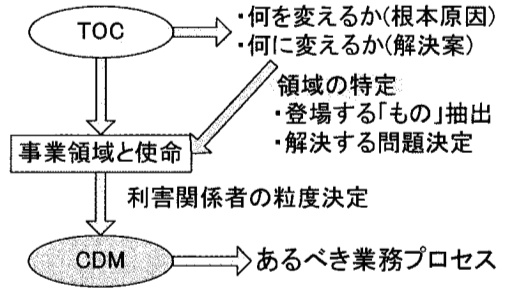 TOC
・何を変えるか(根本原因)
・何に変えるか(解決案)
領域の特定
・登場する「もの」抽出
・解決する問題決定
事業領域と使命
利害関係者の粒度決定
CDM
あるべき業務プロセス